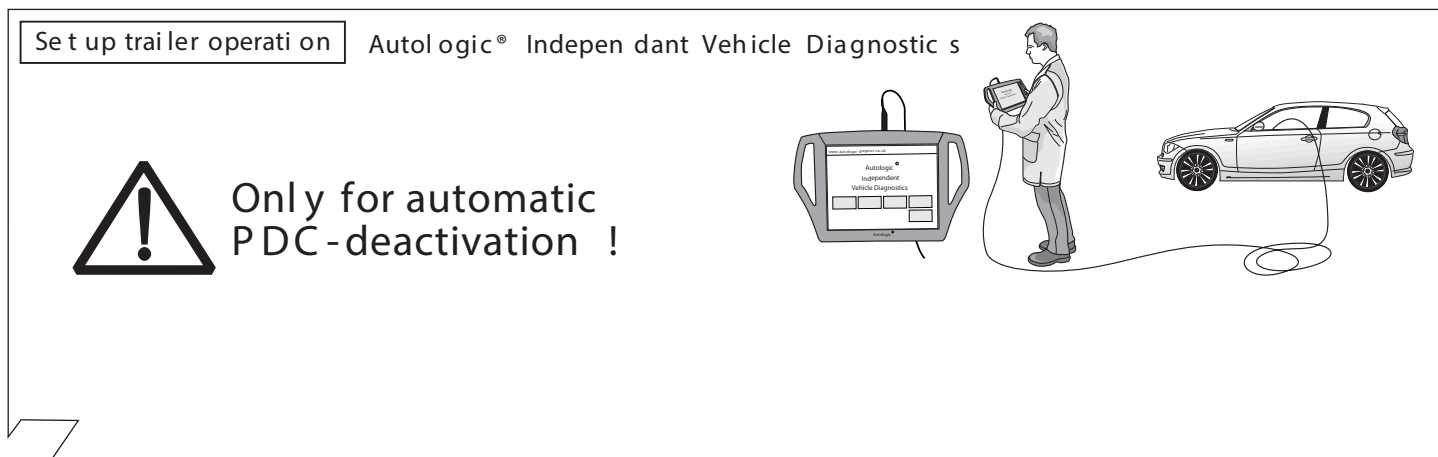 Set up trailer operation
Autologic® Independant Vehicle Diagnostics
Only for automatic
PDC-deactivation !
Autologic
Independent
Vehicle Diagnostics
Autologic